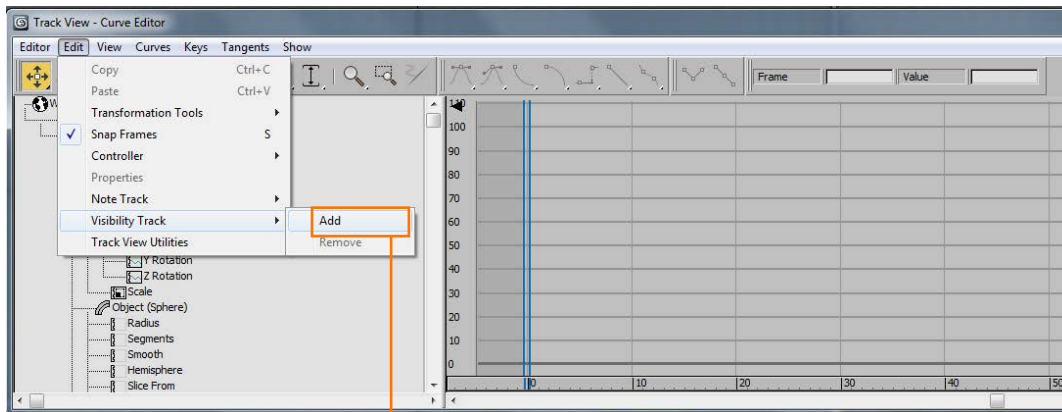 Track View - Curve Editor
Editor Edit View Curves Keys Tangents Show
Frame Value
Copy Ctrl+C
Paste Ctrl+V
Transformation Tools
Snap Frames S
Controller
Properties
Note Track
Visibility Track
Track View Utilities
Add
Remove
Y Rotation
Z Rotation
Scale
Object (Sphere)
Radius
Segments
Smooth
Hemisphere
Slice From
110
100
90
80
70
60
50
40
30
20
10
0
0 10 20 30 40 50